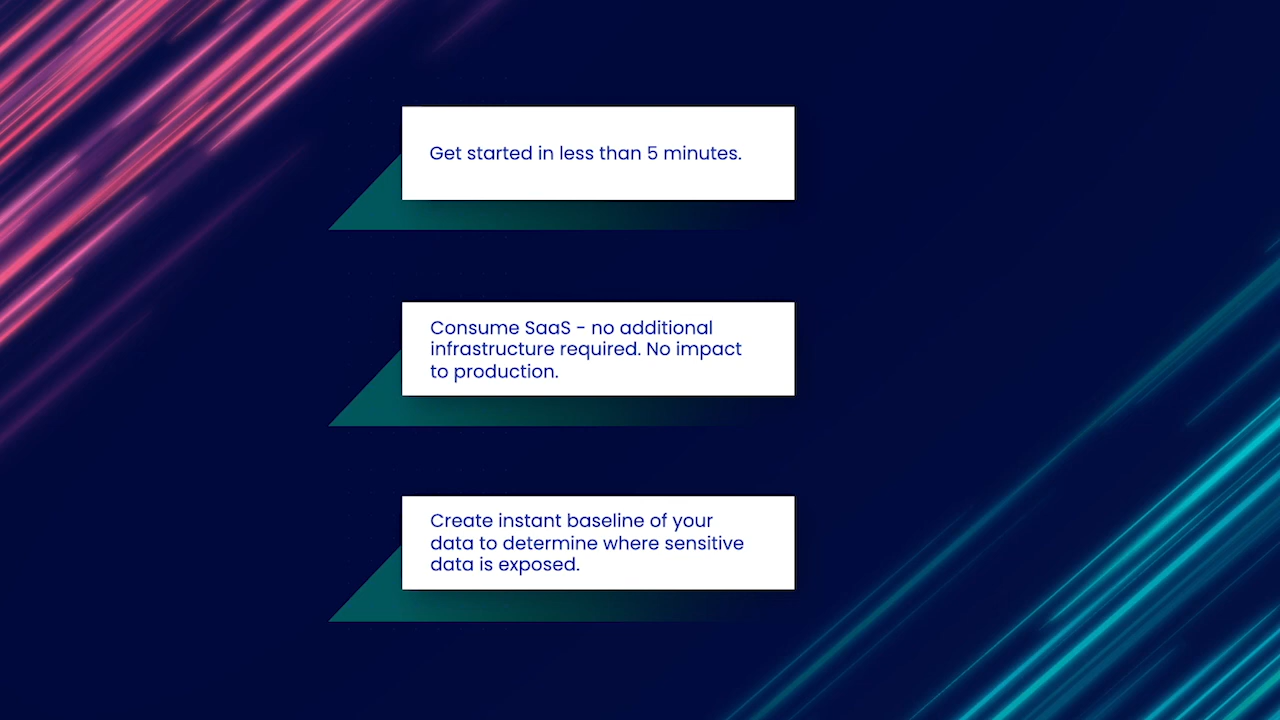 Get started in less than 5 minutes.
Consume SaaS - no additional
infrastructure required. No impact
to production.
Create instant baseline of your
data to determine where sensitive
data is exposed.